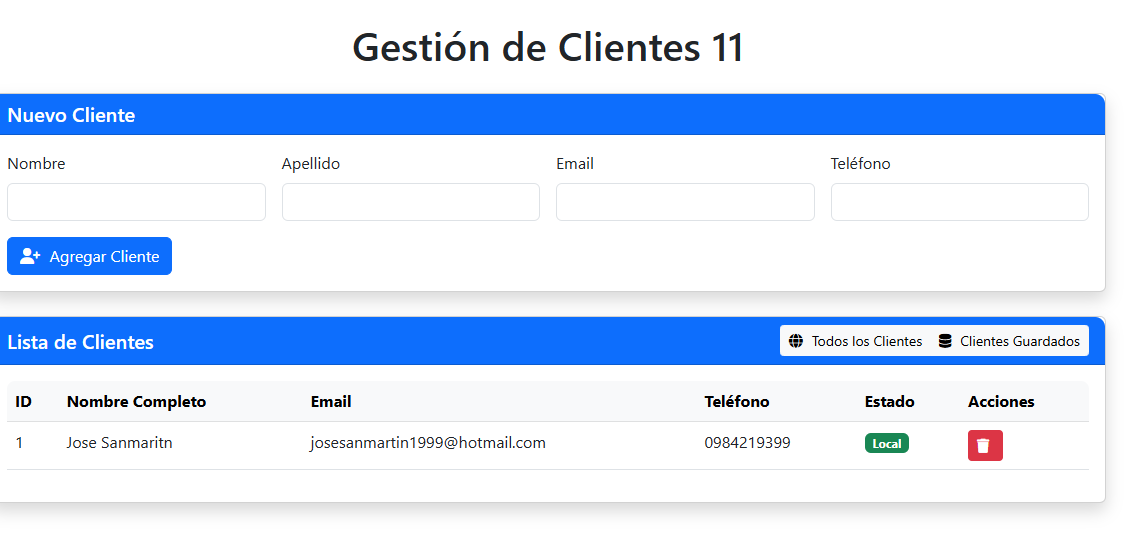 Gestión de Clientes 11
Nuevo Cliente
Nombre Apellido Email Teléfono
Agregar Cliente
Lista de Clientes Todos los Clientes Clientes Guardados
ID Nombre Completo Email Teléfono Estado Acciones
1 Jose Sanmaritn josesanmartin1999@hotmail.com 0984219399 Local